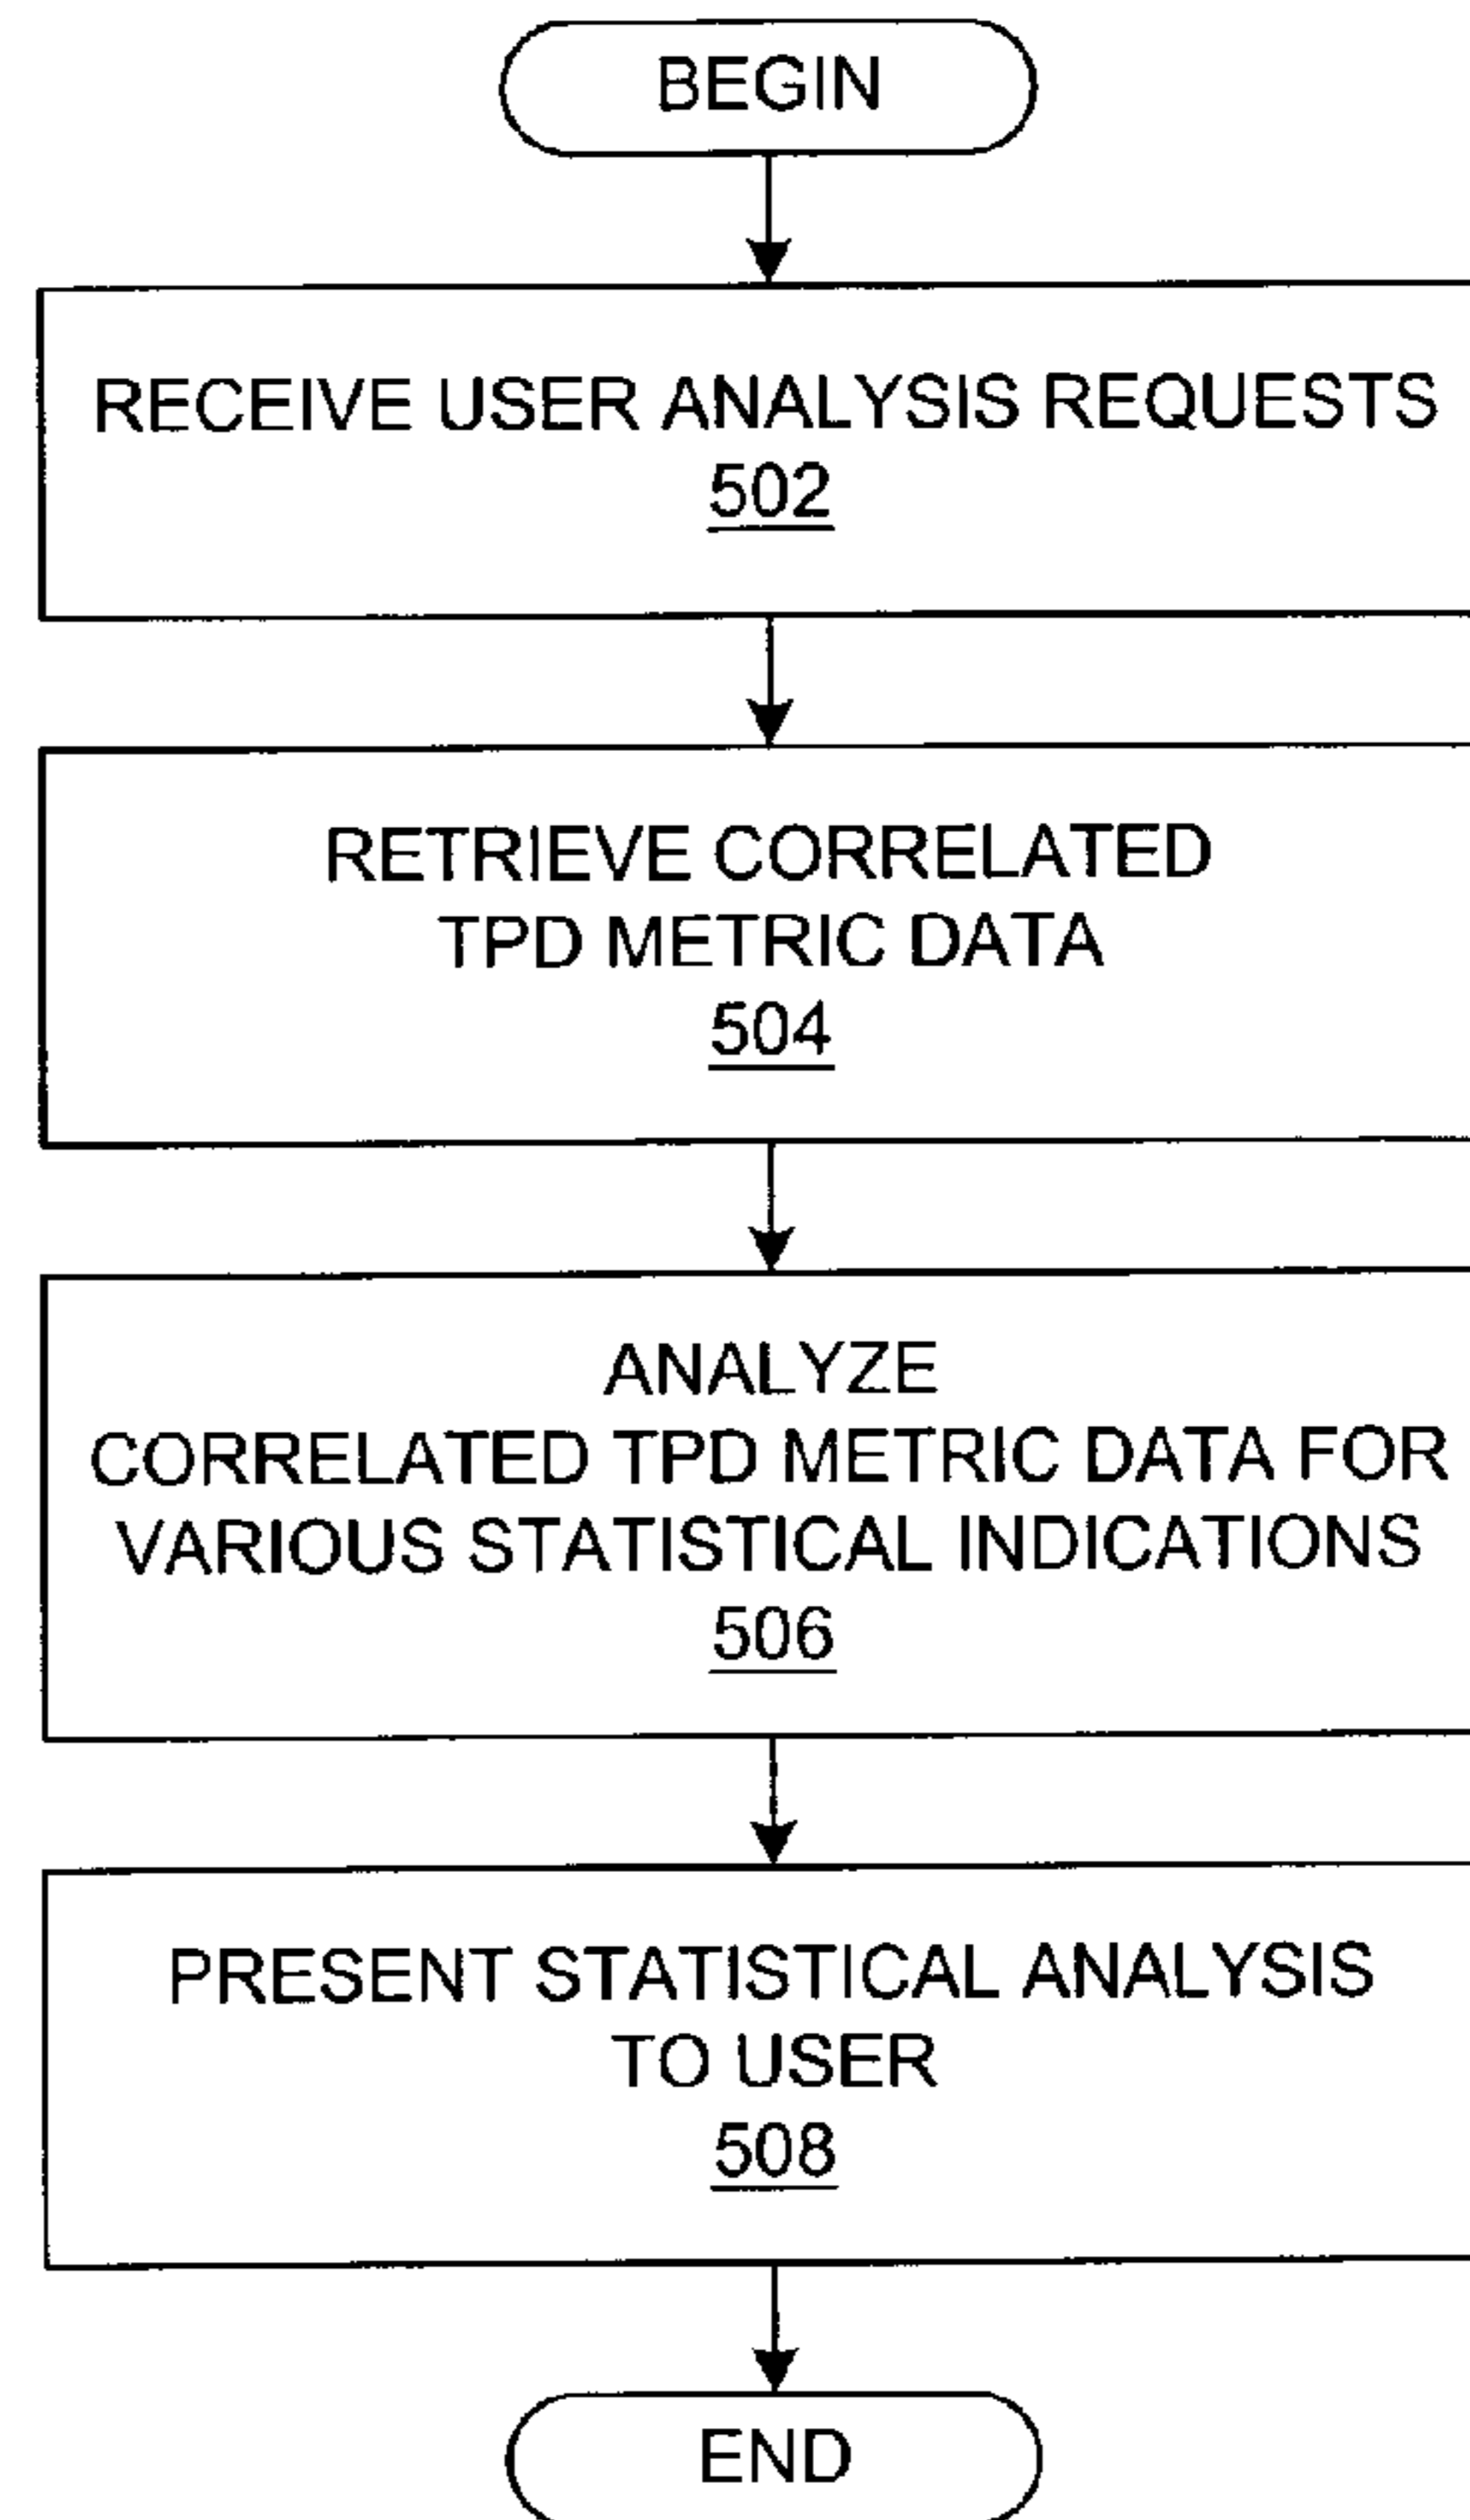 BEGIN
RECEIVE USER ANALYSIS REQUESTS
502
RETRIEVE CORRELATED
TPD METRIC DATA
504
ANALYZE
CORRELATED TPD METRIC DATA FOR
VARIOUS STATISTICAL INDICATIONS
506
PRESENT STATISTICAL ANALYSIS
TO USER
508
END